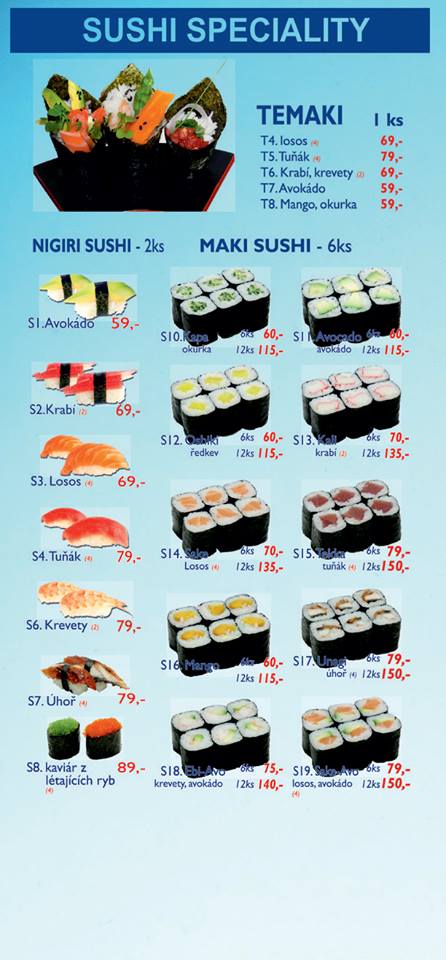 SUSHI SPECIALITY
TEMAKI 1 ks
T4. losos (4) 69,-
T5. Tuňák (4) 79,-
T6. Krabí, krevety (2) 69,-
T7. Avokádo 59,-
T8. Mango, okurka 59,-
NIGIRI SUSHI - 2ks
MAKI SUSHI - 6ks
S1. Avokádo 59,-
S10. Kapa 6ks 60,-
okurka 12ks 115,-
S11. Avocado 6ks 60,-
avokádo 12ks 115,-
S2. Krabi (2) 69,-
S12. Oshiki 6ks 60,-
ředkev 12ks 115,-
S13. Kali 6ks 70,-
krabí (2) 12ks 135,-
S3. Losos (4) 69,-
S4. Tuňák (4) 79,-
S14. Sake 6ks 70,-
Losos (4) 12ks 135,-
S15. Tekka 6ks 79,-
tuňák (4) 12ks 150,-
S6. Krevety (2) 79,-
S16. Mango 6ks 60,-
12ks 115,-
S17. Unagi 6ks 79,-
úhoř (4) 12ks 150,-
S7. Úhoř (4) 79,-
S8. kaviár z 89,-
létajících ryb
(4)
S18. Ebi-Avo 6ks 75,-
krevety, avokádo 12ks 140,-
S19. Sake-Avo 6ks 79,-
losos, avokádo 12ks 150,-
(4)